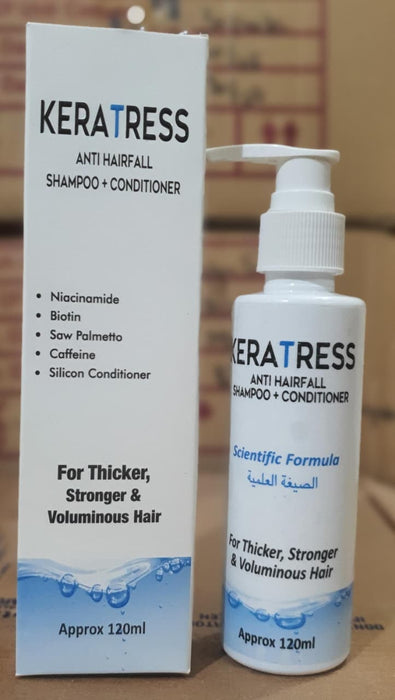 KERATRESS
ANTI HAIRFALL
SHAMPOO + CONDITIONER
• Niacinamide
• Biotin
• Saw Palmetto
• Caffeine
• Silicon Conditioner
For Thicker,
Stronger &
Voluminous Hair
Approx 120ml
KERATRESS
ANTI HAIRFALL
SHAMPOO + CONDITIONER
Scientific Formula
الصيغة العلمية
For Thicker, Stronger
& Voluminous Hair
Approx 120ml